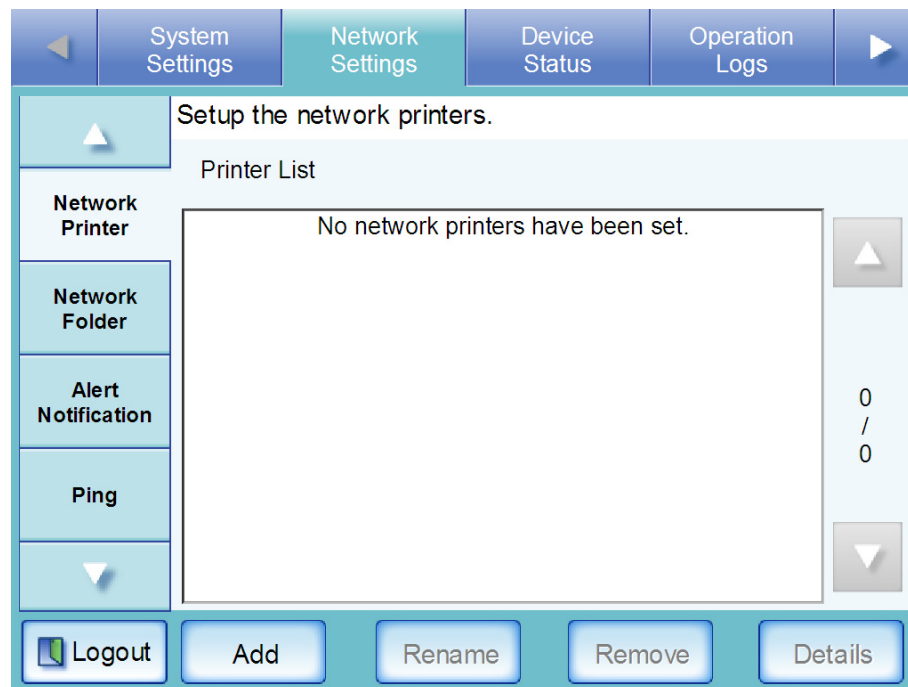 System
Settings
Network
Settings
Device
Status
Operation
Logs
Setup the network printers.
Printer List
Network
Printer
No network printers have been set.
Network
Folder
Alert
Notification
0
/
0
Ping
Logout
Add
Rename
Remove
Details